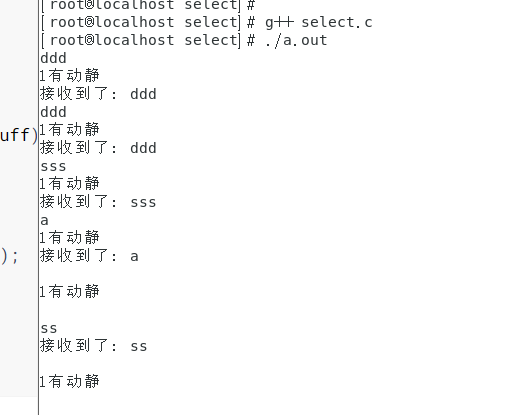 [root@localhost select]#
[root@localhost select]# g++ select.c
[root@localhost select]# ./a.out
ddd
1有动静
接收到了: ddd
ddd
uff)
1有动静
接收到了: ddd
sss
1有动静
接收到了: sss
a
1有动静
);
接收到了: a
1有动静
ss
接收到了: ss
1有动静